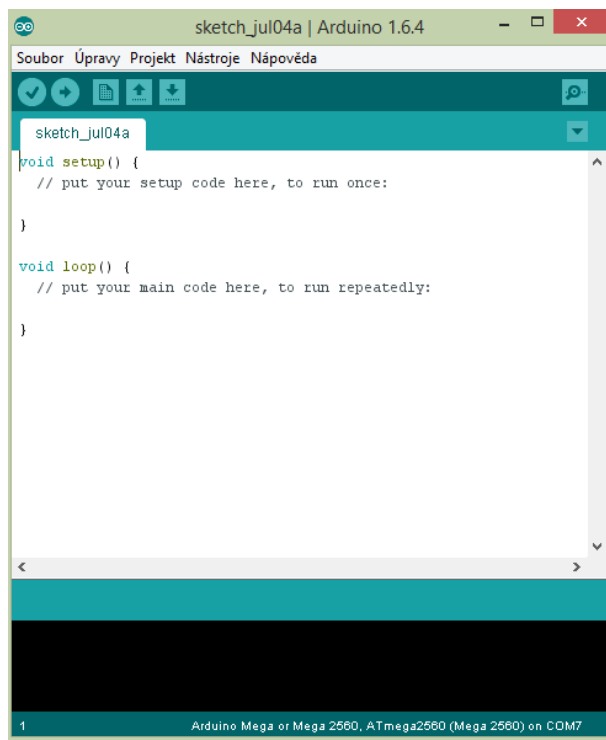 sketch_jul04a | Arduino 1.6.4
Soubor Úpravy Projekt Nástroje Nápověda
sketch_jul04a
void setup() {
  // put your setup code here, to run once:
}
void loop() {
  // put your main code here, to run repeatedly:
}
1 Arduino Mega or Mega 2560, ATmega2560 (Mega 2560) on COM7